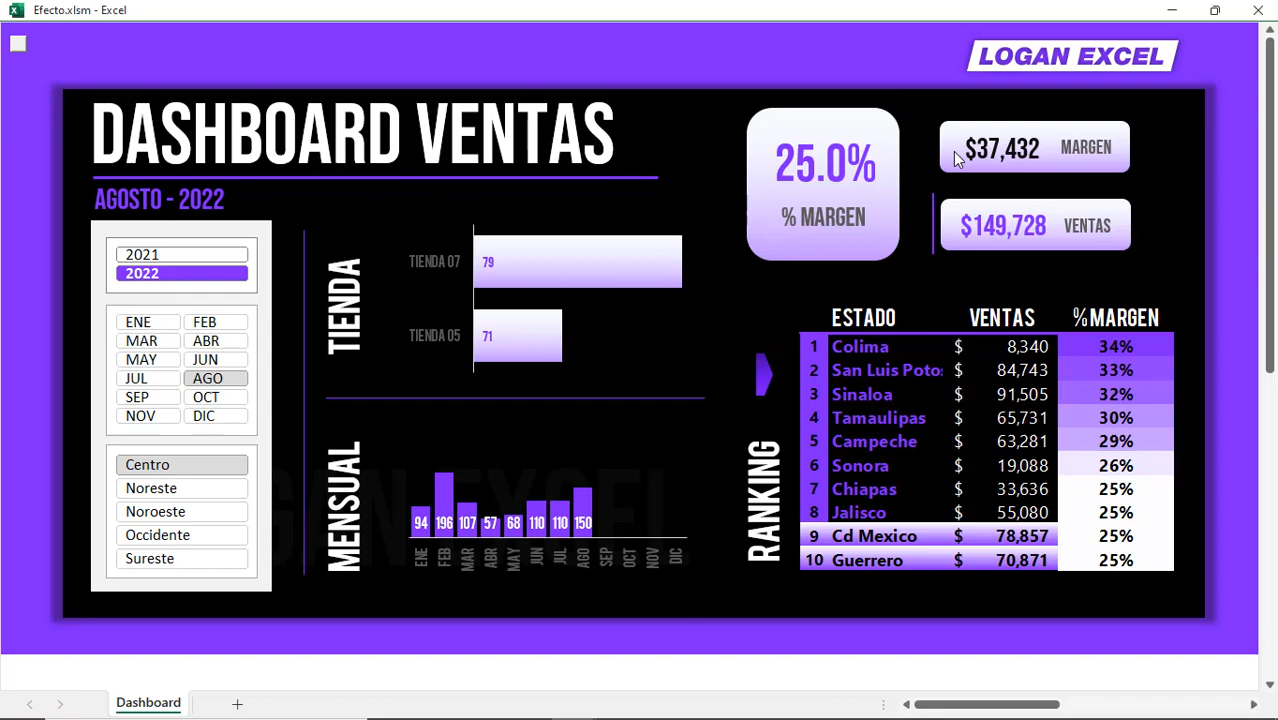 Efecto.xlsm - Excel
LOGAN EXCEL
DASHBOARD VENTAS
AGOSTO - 2022
25.0%
% MARGEN
$37,432 MARGEN
$149,728 VENTAS
2021
2022
ENE FEB
MAR ABR
MAY JUN
JUL AGO
SEP OCT
NOV DIC
Centro
Noreste
Noroeste
Occidente
Sureste
TIENDA
TIENDA 07 79
TIENDA 05 71
MENSUAL
94 196 107 57 68 110 110 150
ENE FEB MAR ABR MAY JUN JUL AGO SEP OCT NOV DIC
RANKING
ESTADO VENTAS %MARGEN
1 Colima $ 8,340 34%
2 San Luis Poto $ 84,743 33%
3 Sinaloa $ 91,505 32%
4 Tamaulipas $ 65,731 30%
5 Campeche $ 63,281 29%
6 Sonora $ 19,088 26%
7 Chiapas $ 33,636 25%
8 Jalisco $ 55,080 25%
9 Cd Mexico $ 78,857 25%
10 Guerrero $ 70,871 25%
Dashboard